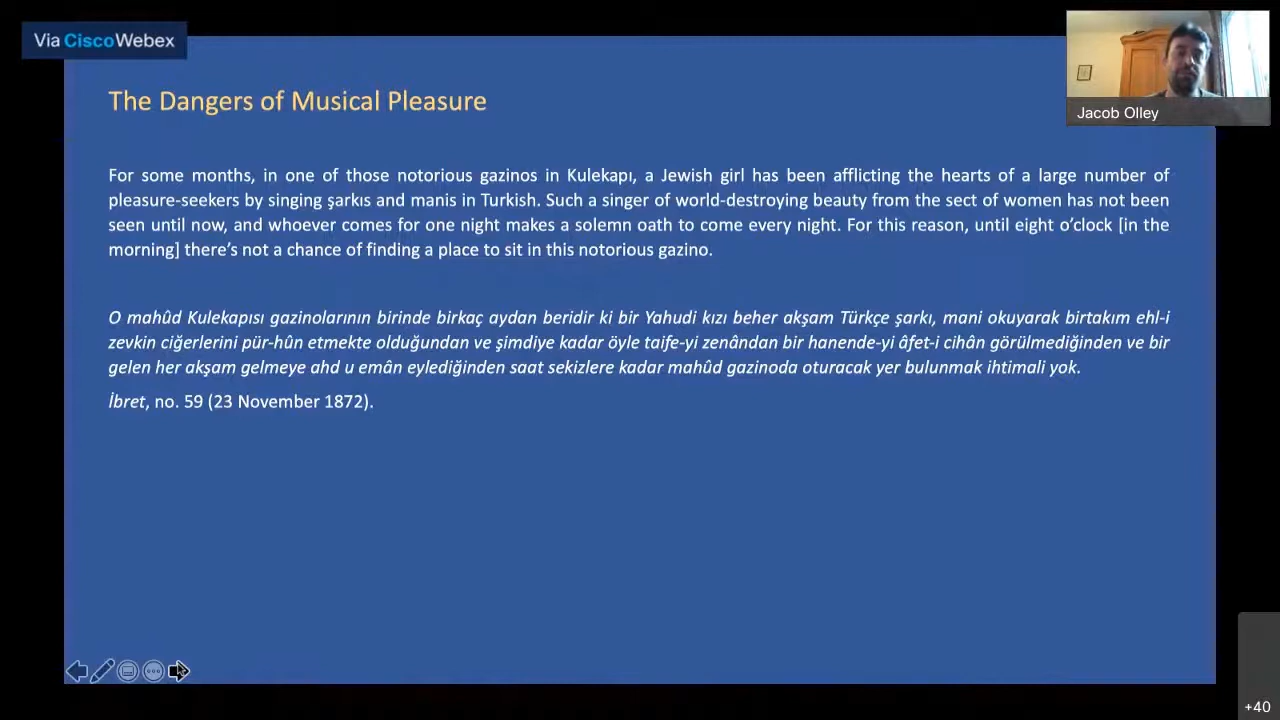 Via Cisco Webex
Jacob Olley
The Dangers of Musical Pleasure
For some months, in one of those notorious gazinos in Kulekapı, a Jewish girl has been afflicting the hearts of a large number of
pleasure-seekers by singing şarkıs and manis in Turkish. Such a singer of world-destroying beauty from the sect of women has not been
seen until now, and whoever comes for one night makes a solemn oath to come every night. For this reason, until eight o’clock [in the
morning] there’s not a chance of finding a place to sit in this notorious gazino.
O mahûd Kulekapısı gazinolarının birinde birkaç aydan beridir ki bir Yahudi kızı beher akşam Türkçe şarkı, mani okuyarak birtakım ehl-i
zevkin ciğerlerini pür-hûn etmekte olduğundan ve şimdiye kadar öyle taife-yi zenândan bir hanende-yi âfet-i cihân görülmediğinden ve bir
gelen her akşam gelmeye ahd u emân eylediğinden saat sekizlere kadar mahûd gazinoda oturacak yer bulunmak ihtimali yok.
İbret, no. 59 (23 November 1872).
+40